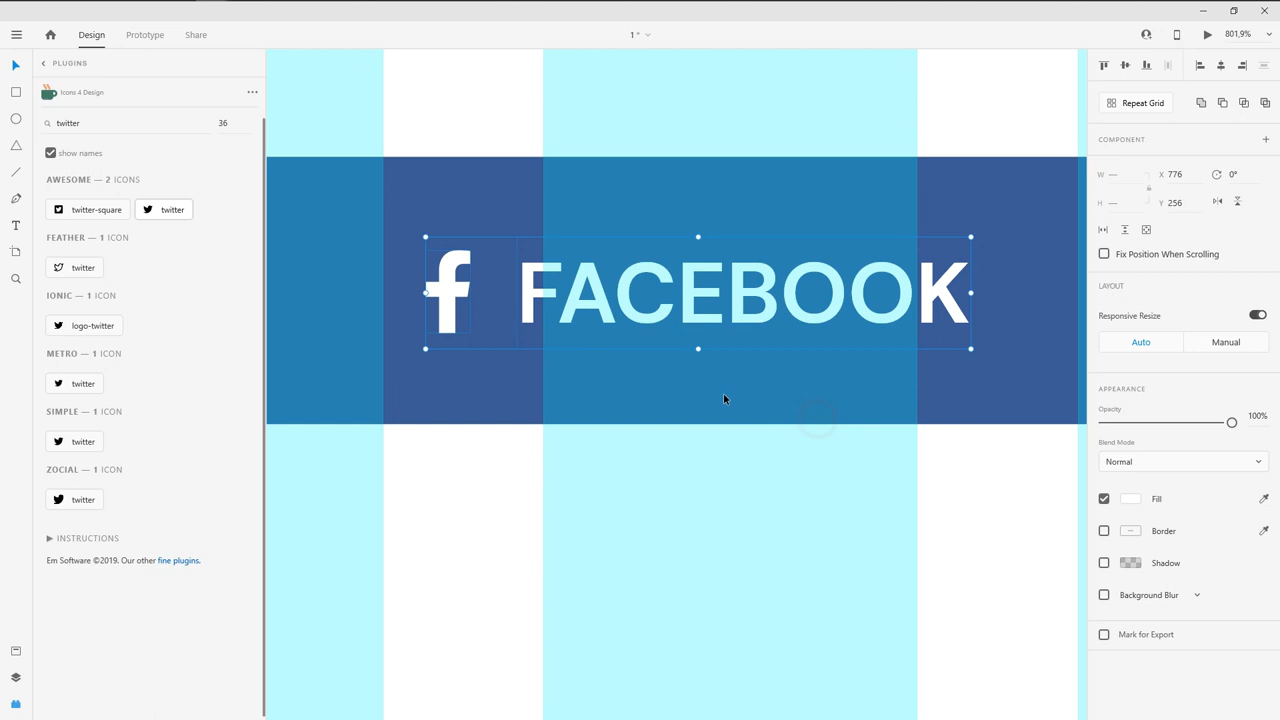 Design Prototype Share 1 * 801,9%
PLUGINS
Icons 4 Design
twitter 36
show names
AWESOME — 2 ICONS
twitter-square twitter
FEATHER — 1 ICON
twitter
IONIC — 1 ICON
logo-twitter
METRO — 1 ICON
twitter
SIMPLE — 1 ICON
twitter
ZOCIAL — 1 ICON
twitter
INSTRUCTIONS
Em Software ©2019. Our other fine plugins.
f FACEBOOK
Repeat Grid
COMPONENT
W — X 776 0°
H — Y 256
Fix Position When Scrolling
LAYOUT
Responsive Resize
Auto Manual
APPEARANCE
Opacity 100%
Blend Mode
Normal
Fill
Border
Shadow
Background Blur
Mark for Export